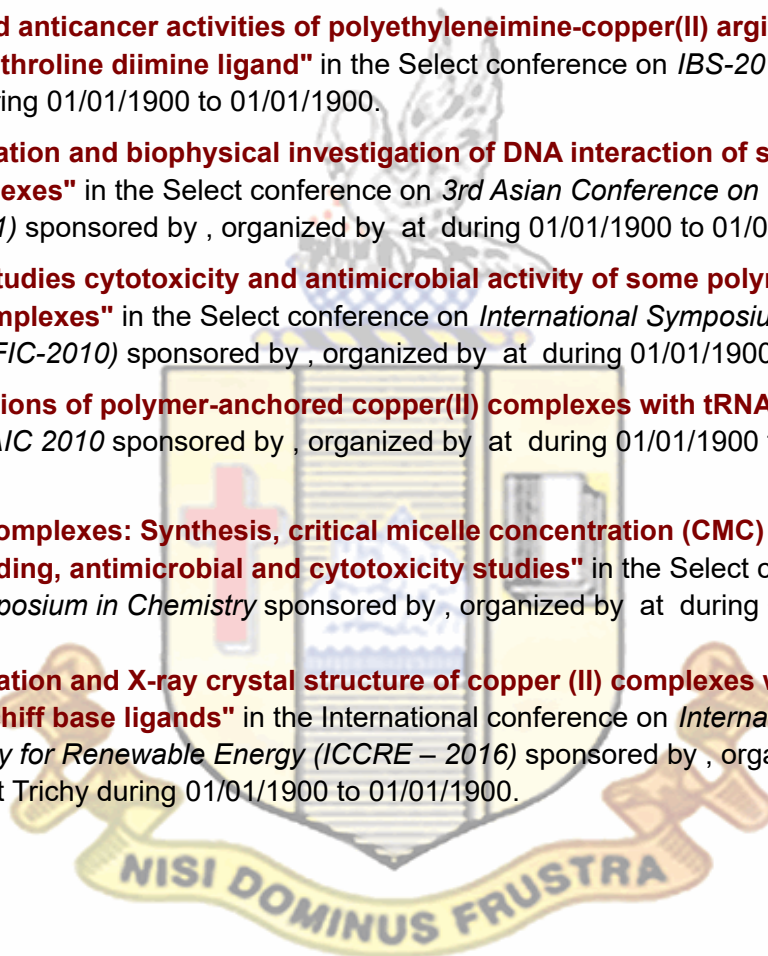 d anticancer activities of polyethyleneimine-copper(II) argi
throline diimine ligand" in the Select conference on IBS-20
ing 01/01/1900 to 01/01/1900.
ation and biophysical investigation of DNA interaction of s
exes" in the Select conference on 3rd Asian Conference on
1) sponsored by , organized by at during 01/01/1900 to 01/0
tudies cytotoxicity and antimicrobial activity of some polym
mplexes" in the Select conference on International Symposiu
FIC-2010) sponsored by , organized by at during 01/01/1900
ions of polymer-anchored copper(II) complexes with tRNA
AIC 2010 sponsored by , organized by at during 01/01/1900
omplexes: Synthesis, critical micelle concentration (CMC)
ding, antimicrobial and cytotoxicity studies" in the Select c
posium in Chemistry sponsored by , organized by at during
ation and X-ray crystal structure of copper (II) complexes w
hiff base ligands" in the International conference on Interna
y for Renewable Energy (ICCRE – 2016) sponsored by , orga
t Trichy during 01/01/1900 to 01/01/1900.
NISI DOMINUS FRUSTRA